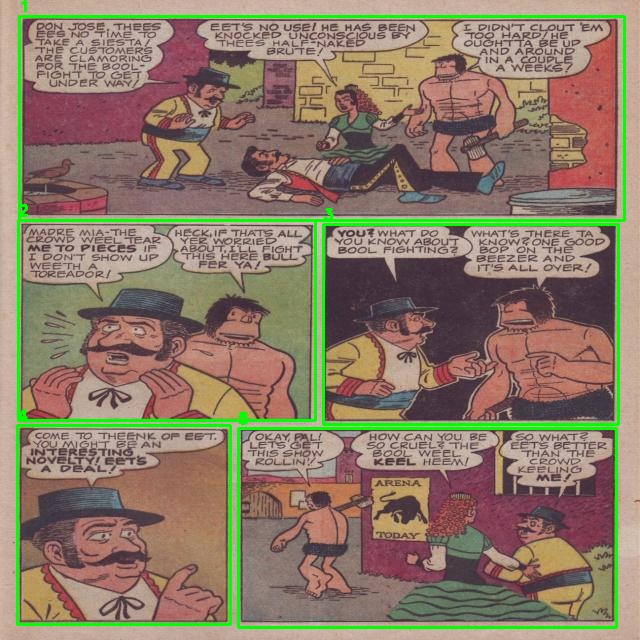 1
DON JOSE, THEES
EES NO TIME TO
TAKE A SIESTA!
THE CUSTOMERS
ARE CLAMORING
FOR THE BOOL-
FIGHT TO GET
UNDER WAY!
EET'S NO USE! HE HAS BEEN
KNOCKED UNCONSCIOUS BY
THEES HALF-NAKED
BRUTE!
I DIDN'T CLOUT 'EM
TOO HARD! HE
OUGHTTA BE UP
AND AROUND
IN A COUPLE
A WEEKS!
2
MADRE MIA-THE
CROWD WEEL TEAR
ME TO PIECES IF
I DON'T SHOW UP
WEETH A
TOREADOR!
HECK, IF THAT'S ALL
YER WORRIED
ABOUT, I'LL FIGHT
THIS HERE BULL
FER YA!
3
YOU? WHAT DO
YOU KNOW ABOUT
BOOL FIGHTING?
WHAT'S THERE TA
KNOW? ONE GOOD
BOP ON THE
BEEZER AND
IT'S ALL OVER!
COME TO THEENK OF EET,
YOU MIGHT BE AN
INTERESTING
NOVELTY! EET'S
A DEAL!
OKAY, PAL!
LET'S GET
THIS SHOW
ROLLIN'!
HOW CAN YOU BE
SO CRUEL? THE
BOOL WEEL
KEEL HEEM!
SO WHAT?
EET'S BETTER
THAN THE
CROWD
KEELING
ME!
ARENA
TODAY